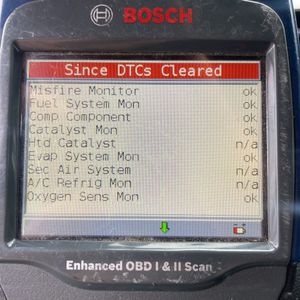 BOSCH
Since DTCs Cleared
Misfire Monitor ok
Fuel System Mon ok
Comp Component ok
Catalyst Mon ok
Htd Catalyst n/a
Evap System Mon ok
Sec Air System n/a
A/C Refrig Mon n/a
Oxygen Sens Mon ok
Enhanced OBD I & II Scan